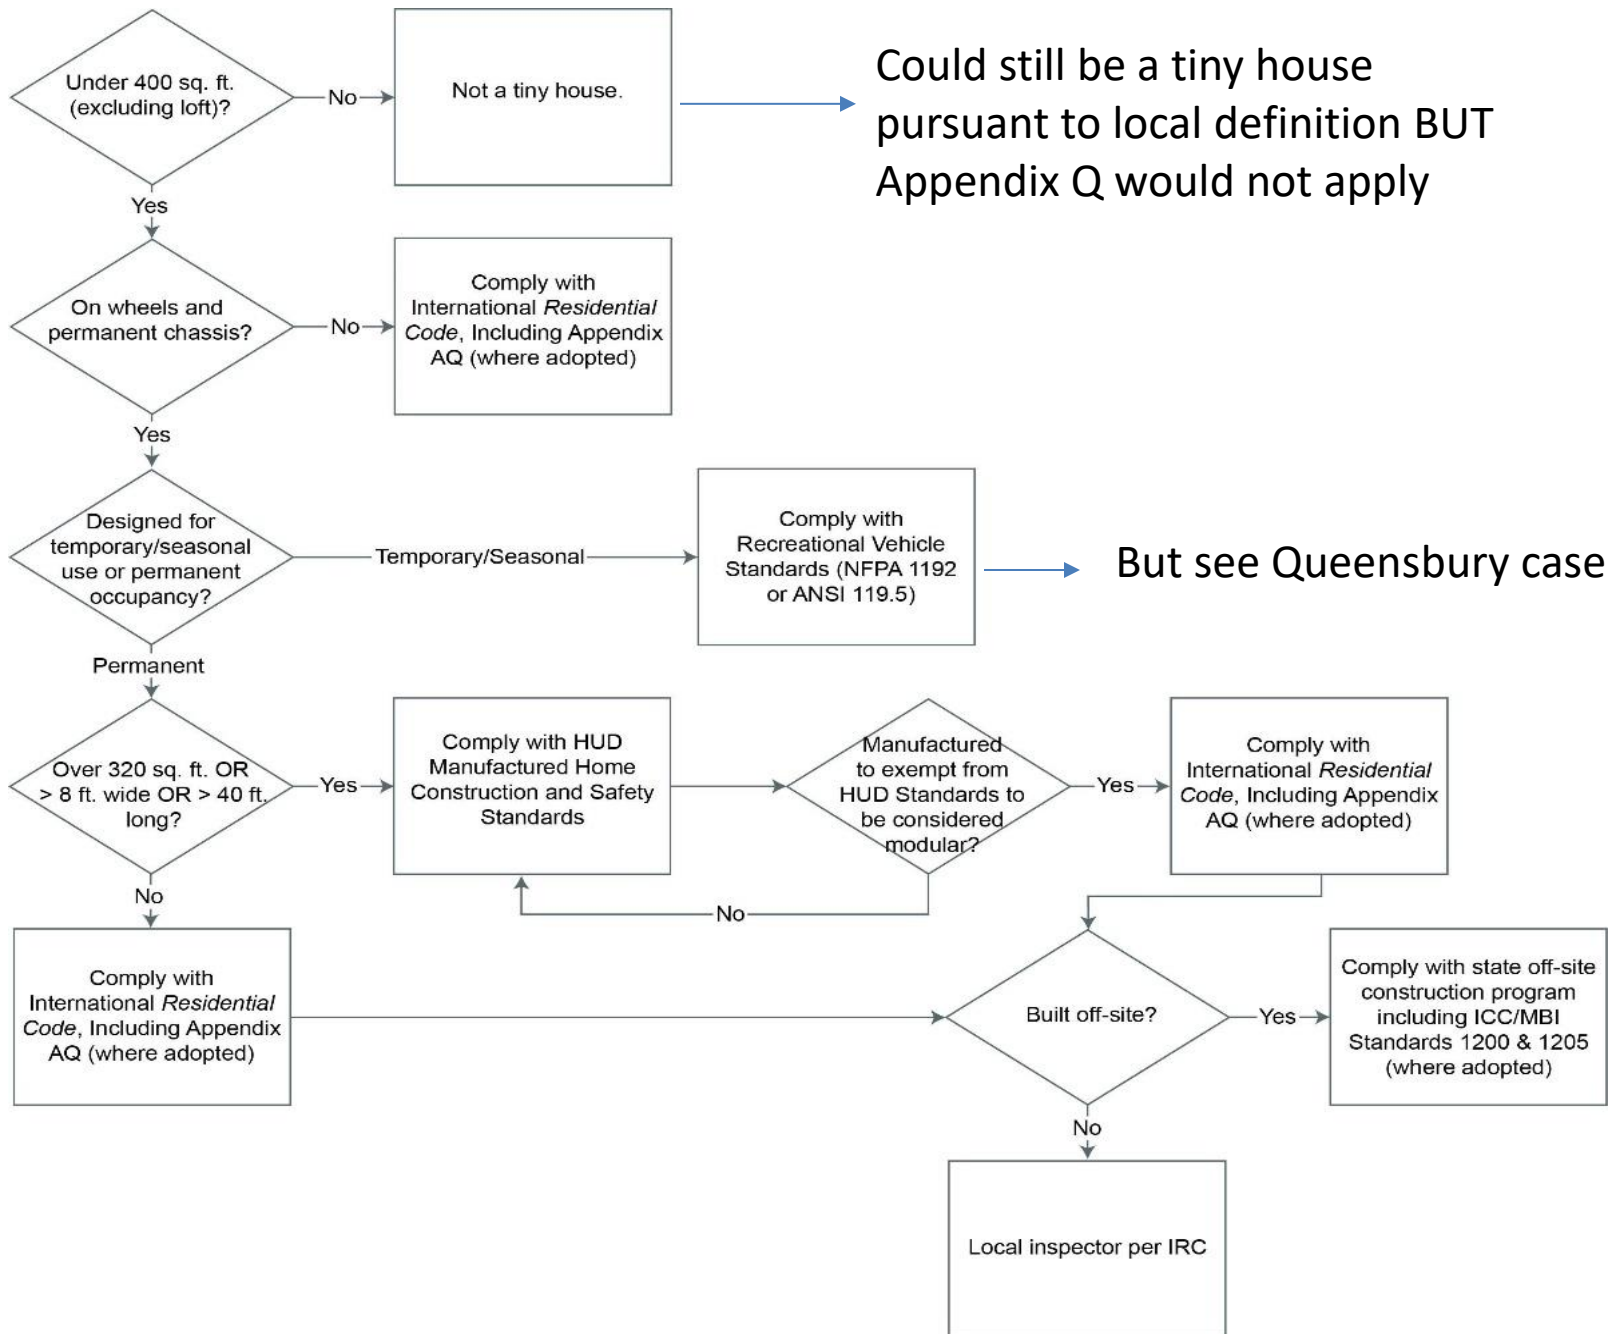 Under 400 sq. ft.
(excluding loft)?
No
Not a tiny house.
Could still be a tiny house
pursuant to local definition BUT
Appendix Q would not apply
Yes
On wheels and
permanent chassis?
No
Comply with
International Residential
Code, Including Appendix
AQ (where adopted)
Yes
Designed for
temporary/seasonal
use or permanent
occupancy?
Temporary/Seasonal
Comply with
Recreational Vehicle
Standards (NFPA 1192
or ANSI 119.5)
But see Queensbury case
Permanent
Over 320 sq. ft. OR
> 8 ft. wide OR > 40 ft.
long?
Yes
Comply with HUD
Manufactured Home
Construction and Safety
Standards
Manufactured
to exempt from
HUD Standards to
be considered
modular?
Yes
Comply with
International Residential
Code, Including Appendix
AQ (where adopted)
No
No
Comply with
International Residential
Code, Including Appendix
AQ (where adopted)
Built off-site?
Yes
Comply with state off-site
construction program
including ICC/MBI
Standards 1200 & 1205
(where adopted)
No
Local inspector per IRC